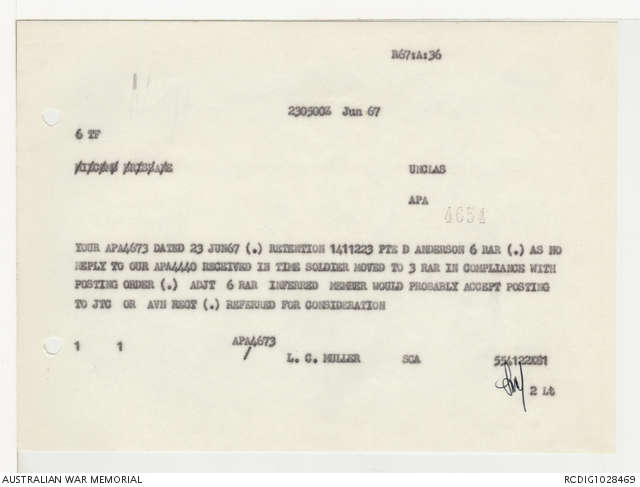 R67:A:36
230500Z Jun 67
6 TF
UNCLAS
APA
4634
YOUR APA4673 DATED 23 JUN67 (.) RETENTION 1411223 PTE D ANDERSON 6 RAR (.) AS NO
REPLY TO OUR APA4440 RECEIVED IN TIME SOLDIER MOVED TO 3 RAR IN COMPLIANCE WITH
POSTING ORDER (.) ADJT 6 RAR INFERRED MEMBER WOULD PROBABLY ACCEPT POSTING
TO JTC OR AVN REGT (.) REFERRED FOR CONSIDERATION
1 1 APA4673
L. C. MULLER SCA
2 Lt
AUSTRALIAN WAR MEMORIAL RCDIG1028469